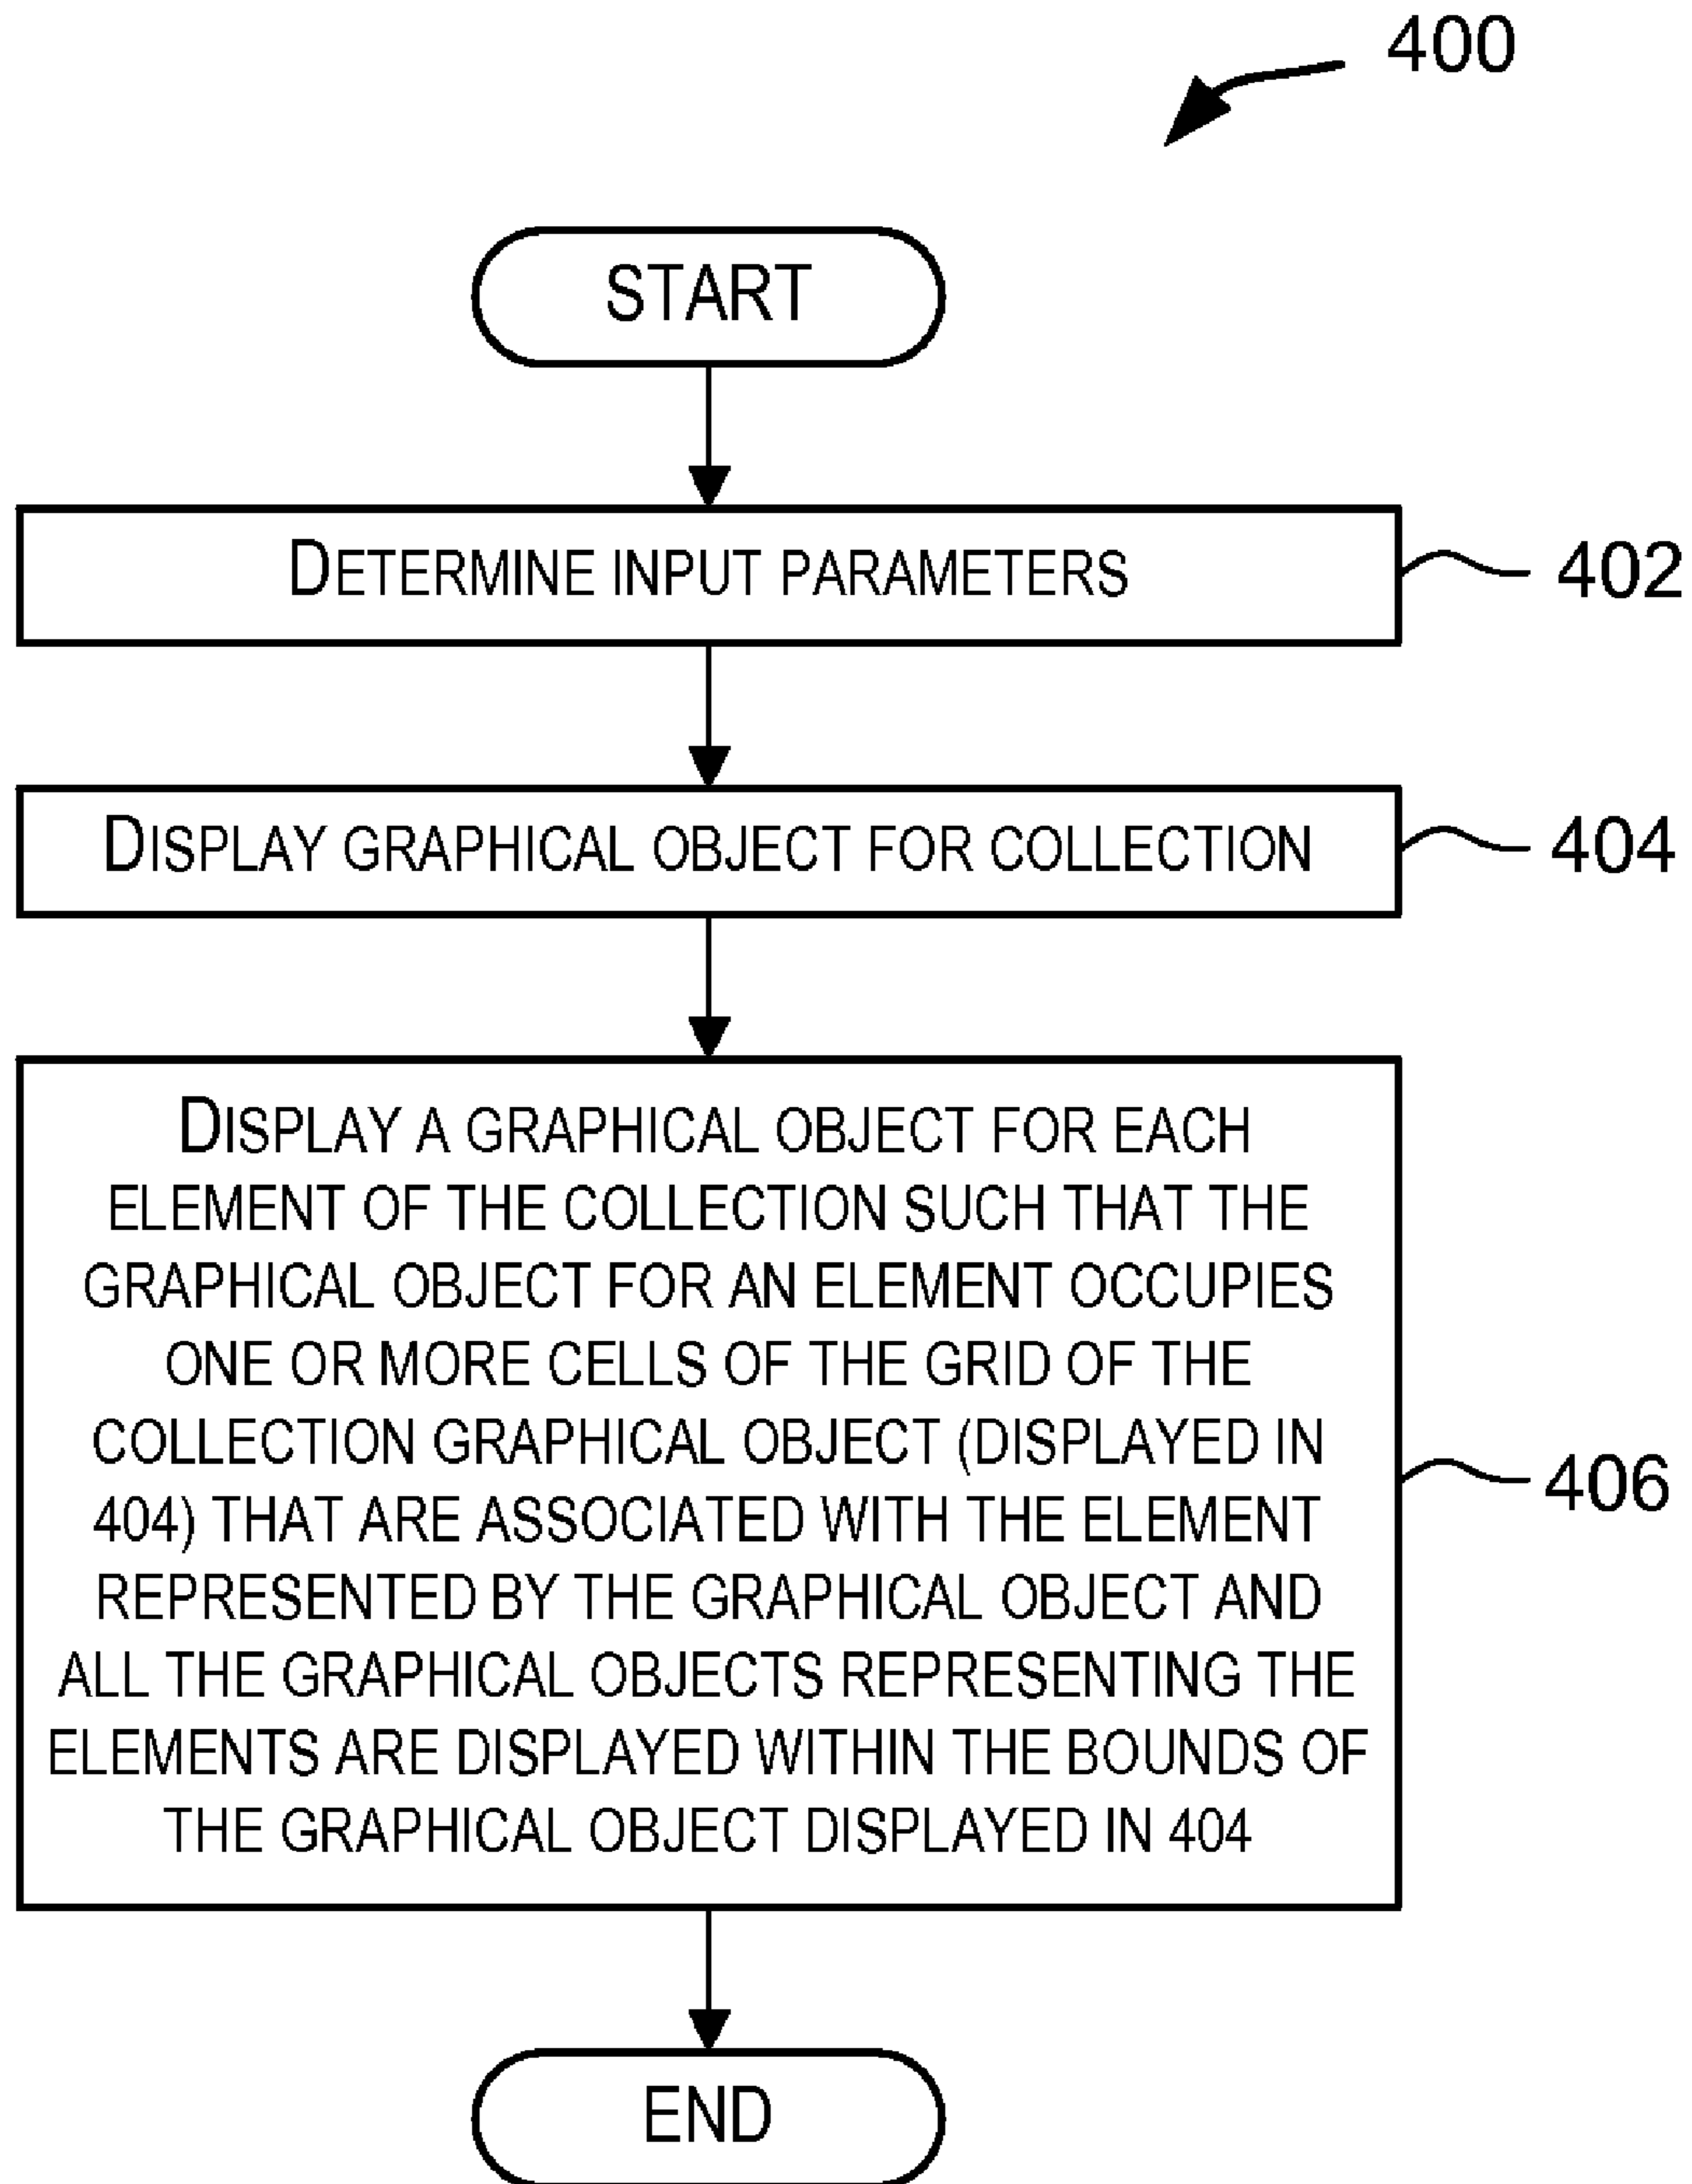 400
START
DETERMINE INPUT PARAMETERS
402
DISPLAY GRAPHICAL OBJECT FOR COLLECTION
404
DISPLAY A GRAPHICAL OBJECT FOR EACH
ELEMENT OF THE COLLECTION SUCH THAT THE
GRAPHICAL OBJECT FOR AN ELEMENT OCCUPIES
ONE OR MORE CELLS OF THE GRID OF THE
COLLECTION GRAPHICAL OBJECT (DISPLAYED IN
404) THAT ARE ASSOCIATED WITH THE ELEMENT
REPRESENTED BY THE GRAPHICAL OBJECT AND
ALL THE GRAPHICAL OBJECTS REPRESENTING THE
ELEMENTS ARE DISPLAYED WITHIN THE BOUNDS OF
THE GRAPHICAL OBJECT DISPLAYED IN 404
406
END